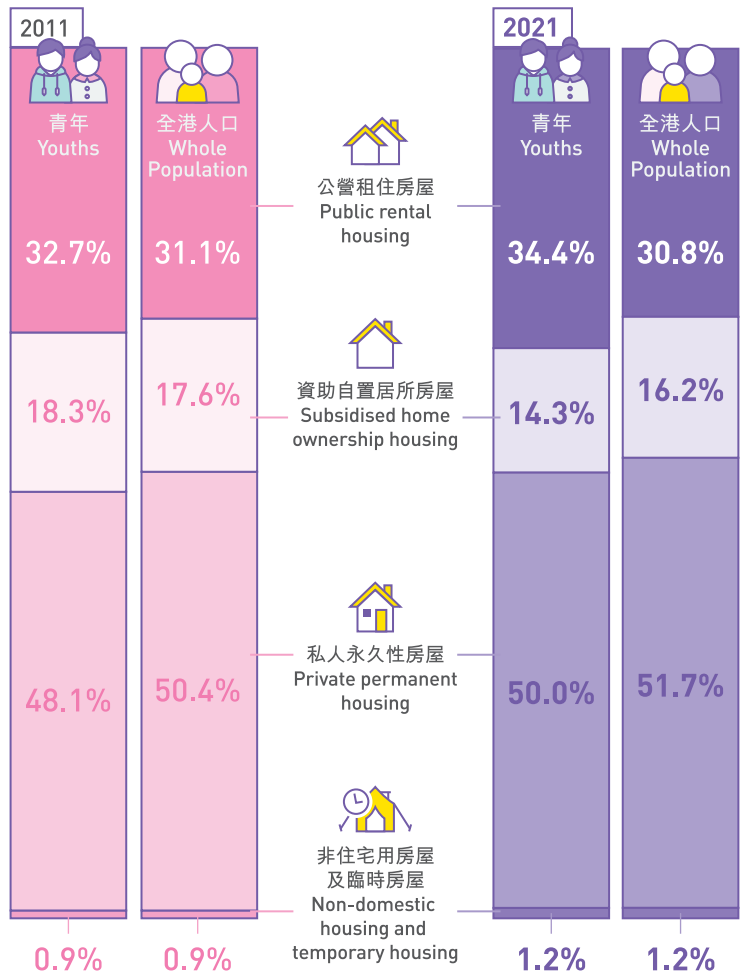 2011
青年
Youths
全港人口
Whole
Population
32.7%
31.1%
18.3%
17.6%
48.1%
50.4%
0.9%
0.9%
公營租住房屋
Public rental
housing
資助自置居所房屋
Subsidised home
ownership housing
私人永久性房屋
Private permanent
housing
非住宅用房屋
及臨時房屋
Non-domestic
housing and
temporary housing
2021
青年
Youths
全港人口
Whole
Population
34.4%
30.8%
14.3%
16.2%
50.0%
51.7%
1.2%
1.2%